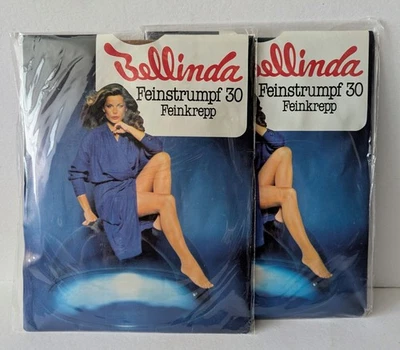 Bellinda
Feinstrumpf 30
Feinkrepp
Bellinda
Feinstrumpf 30
Feinkrepp